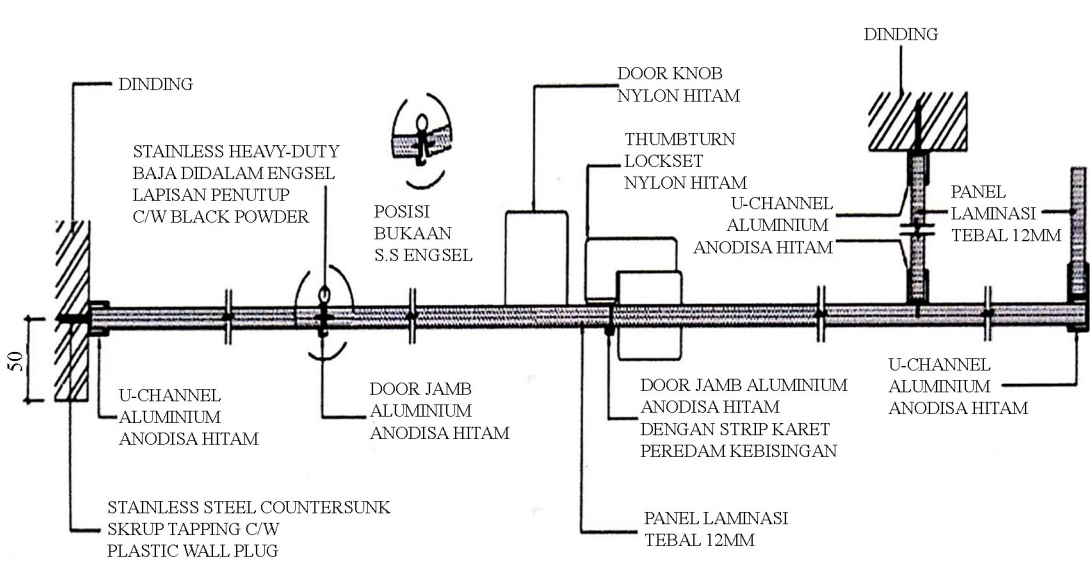 DINDING
DINDING
DOOR KNOB
NYLON HITAM
STAINLESS HEAVY-DUTY
BAJA DIDALAM ENGSEL
LAPISAN PENUTUP
C/W BLACK POWDER
POSISI
BUKAAN
S.S ENGSEL
THUMBTURN
LOCKSET
NYLON HITAM
U-CHANNEL
ALUMINIUM
ANODISA HITAM
PANEL
LAMINASI
TEBAL 12MM
50
U-CHANNEL
ALUMINIUM
ANODISA HITAM
DOOR JAMB
ALUMINIUM
ANODISA HITAM
DOOR JAMB ALUMINIUM
ANODISA HITAM
DENGAN STRIP KARET
PEREDAM KEBISINGAN
U-CHANNEL
ALUMINIUM
ANODISA HITAM
STAINLESS STEEL COUNTERSUNK
SKRUP TAPPING C/W
PLASTIC WALL PLUG
PANEL LAMINASI
TEBAL 12MM